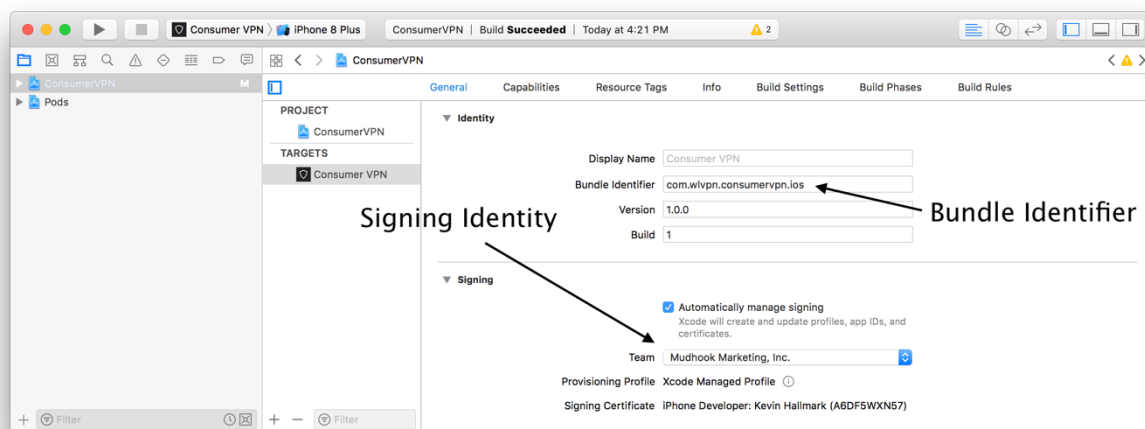 Consumer VPN › iPhone 8 Plus
ConsumerVPN | Build Succeeded | Today at 4:21 PM
2
ConsumerVPN
ConsumerVPN M
Pods
General Capabilities Resource Tags Info Build Settings Build Phases Build Rules
PROJECT
ConsumerVPN
TARGETS
Consumer VPN
Identity
Display Name Consumer VPN
Bundle Identifier com.wlvpn.consumervpn.ios
Version 1.0.0
Build 1
Signing Identity
Bundle Identifier
Signing
Automatically manage signing
Xcode will create and update profiles, app IDs, and
certificates.
Team Mudhook Marketing, Inc.
Provisioning Profile Xcode Managed Profile
Signing Certificate iPhone Developer: Kevin Hallmark (A6DF5WXN57)
Filter
Filter